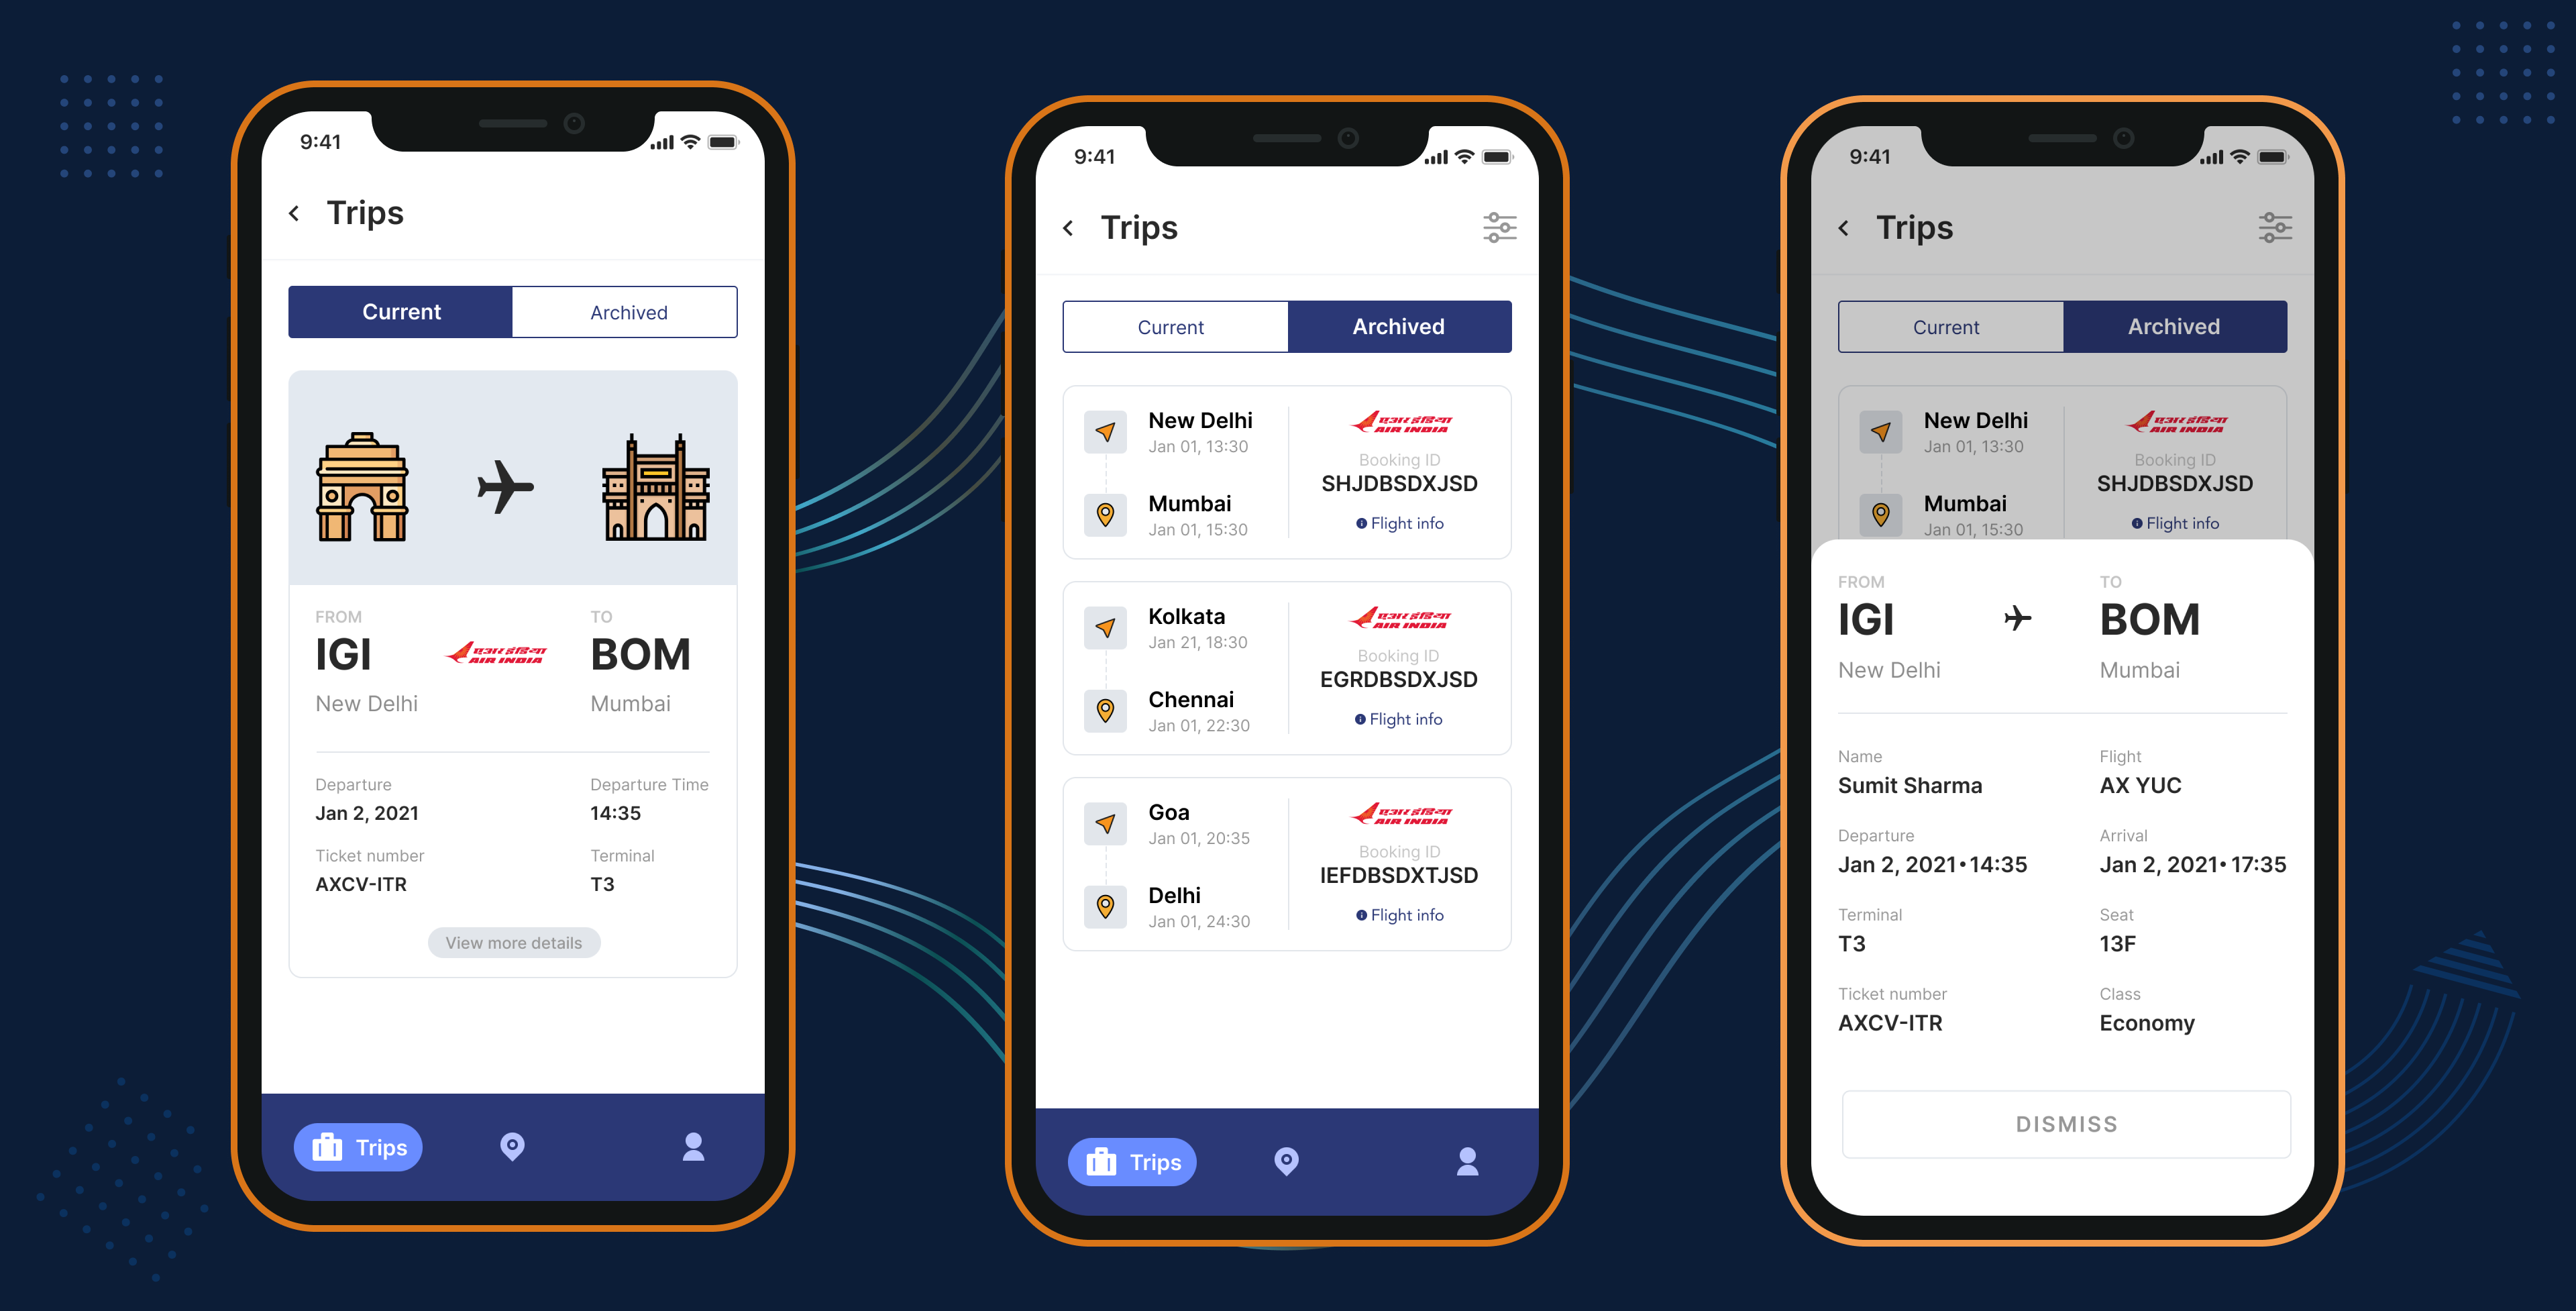 9:41
Trips
Current
Archived
FROM
IGI
New Delhi
एअर इंडिया
AIR INDIA
TO
BOM
Mumbai
Departure
Jan 2, 2021
Departure Time
14:35
Ticket number
AXCV-ITR
Terminal
T3
View more details
Trips
9:41
Trips
Current
Archived
New Delhi
Jan 01, 13:30
Mumbai
Jan 01, 15:30
एअर इंडिया
AIR INDIA
Booking ID
SHJDBSDXJSD
Flight info
Kolkata
Jan 21, 18:30
Chennai
Jan 01, 22:30
एअर इंडिया
AIR INDIA
Booking ID
EGRDBSDXJSD
Flight info
Goa
Jan 01, 20:35
Delhi
Jan 01, 24:30
एअर इंडिया
AIR INDIA
Booking ID
IEFDBSDXTJSD
Flight info
Trips
9:41
Trips
Current
Archived
New Delhi
Jan 01, 13:30
Mumbai
Jan 01, 15:30
एअर इंडिया
AIR INDIA
Booking ID
SHJDBSDXJSD
Flight info
FROM
IGI
New Delhi
TO
BOM
Mumbai
Name
Sumit Sharma
Flight
AX YUC
Departure
Jan 2, 2021•14:35
Arrival
Jan 2, 2021•17:35
Terminal
T3
Seat
13F
Ticket number
AXCV-ITR
Class
Economy
DISMISS